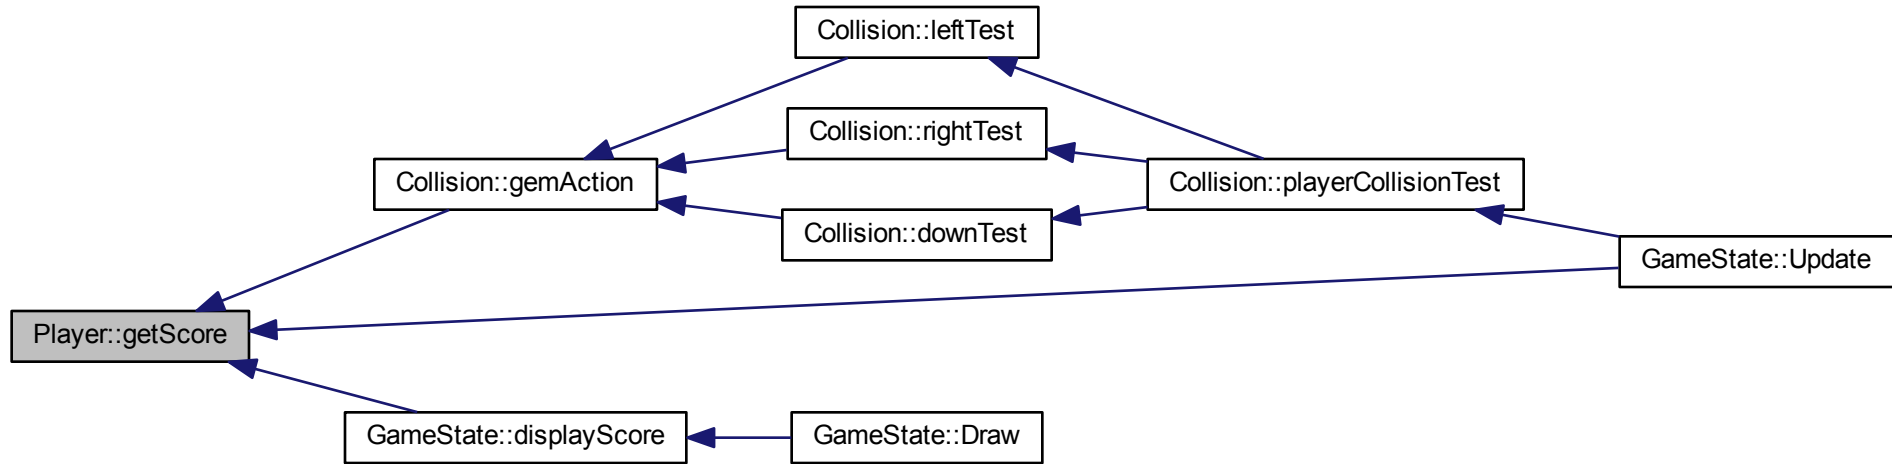 Collision::leftTest
Collision::rightTest
Collision::gemAction
Collision::playerCollisionTest
Collision::downTest
GameState::Update
Player::getScore
GameState::displayScore
GameState::Draw